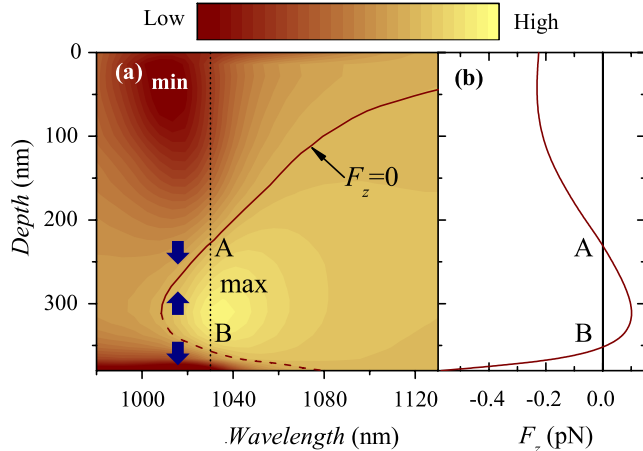 Low High
(a) min (b)
0
100
200
300
Depth (nm)
F_z=0
A
max
B
A
B
1000 1040 1080 1120
.Wavelength (nm)
-0.4 -0.2 0.0
F_z (pN)